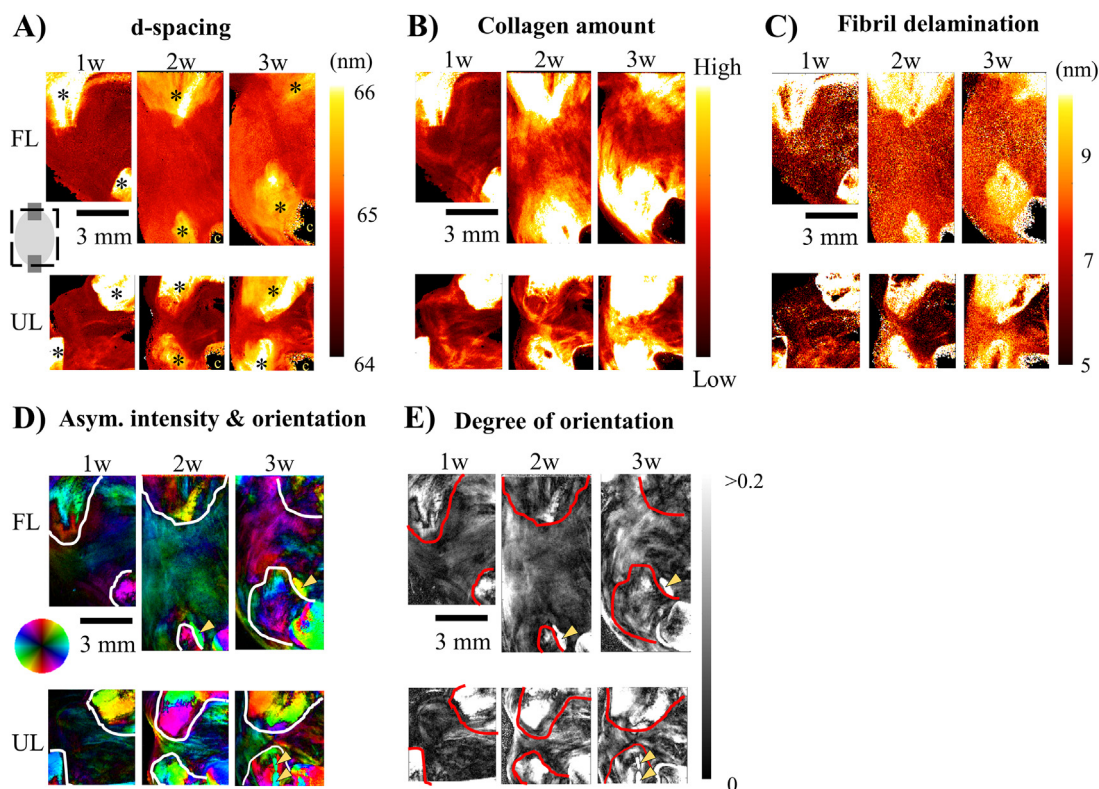 A) d-spacing
1w 2w 3w (nm)
* * *
66
FL
*
*
65
*
c c
3 mm
* * *
UL
* * *
c c
64
B) Collagen amount
1w 2w 3w High
3 mm
Low
C) Fibril delamination
1w 2w 3w [nm]
9
3 mm
7
5
D) Asym. intensity & orientation
1w 2w 3w
FL
3 mm
UL
E) Degree of orientation
1w 2w 3w
>0.2
3 mm
0